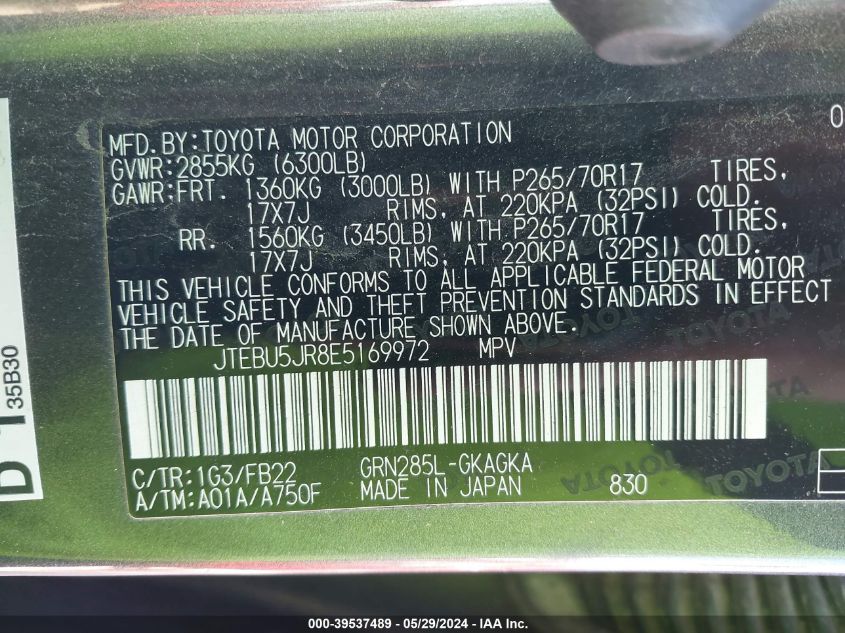 0
MFD.BY:TOYOTA MOTOR CORPORATION
GVWR:2855KG (6300LB)
GAWR:FRT. 1360KG (3000LB) WITH P265/70R17 TIRES,
17X7J RIMS, AT 220KPA (32PSI) COLD.
RR. 1560KG (3450LB) WITH P265/70R17 TIRES,
17X7J RIMS, AT 220KPA (32PSI) COLD.
THIS VEHICLE CONFORMS TO ALL APPLICABLE FEDERAL MOTOR
VEHICLE SAFETY AND THEFT PREVENTION STANDARDS IN EFFECT
THE DATE OF MANUFACTURE SHOWN ABOVE.
JTEBU5JR8E5169972 MPV
C/TR:1G3/FB22 GRN285L-GKAGKA
A/TM:A01A/A750F MADE IN JAPAN 830
35B30
TOYOTA
000-39537489 - 05/29/2024 - IAA Inc.